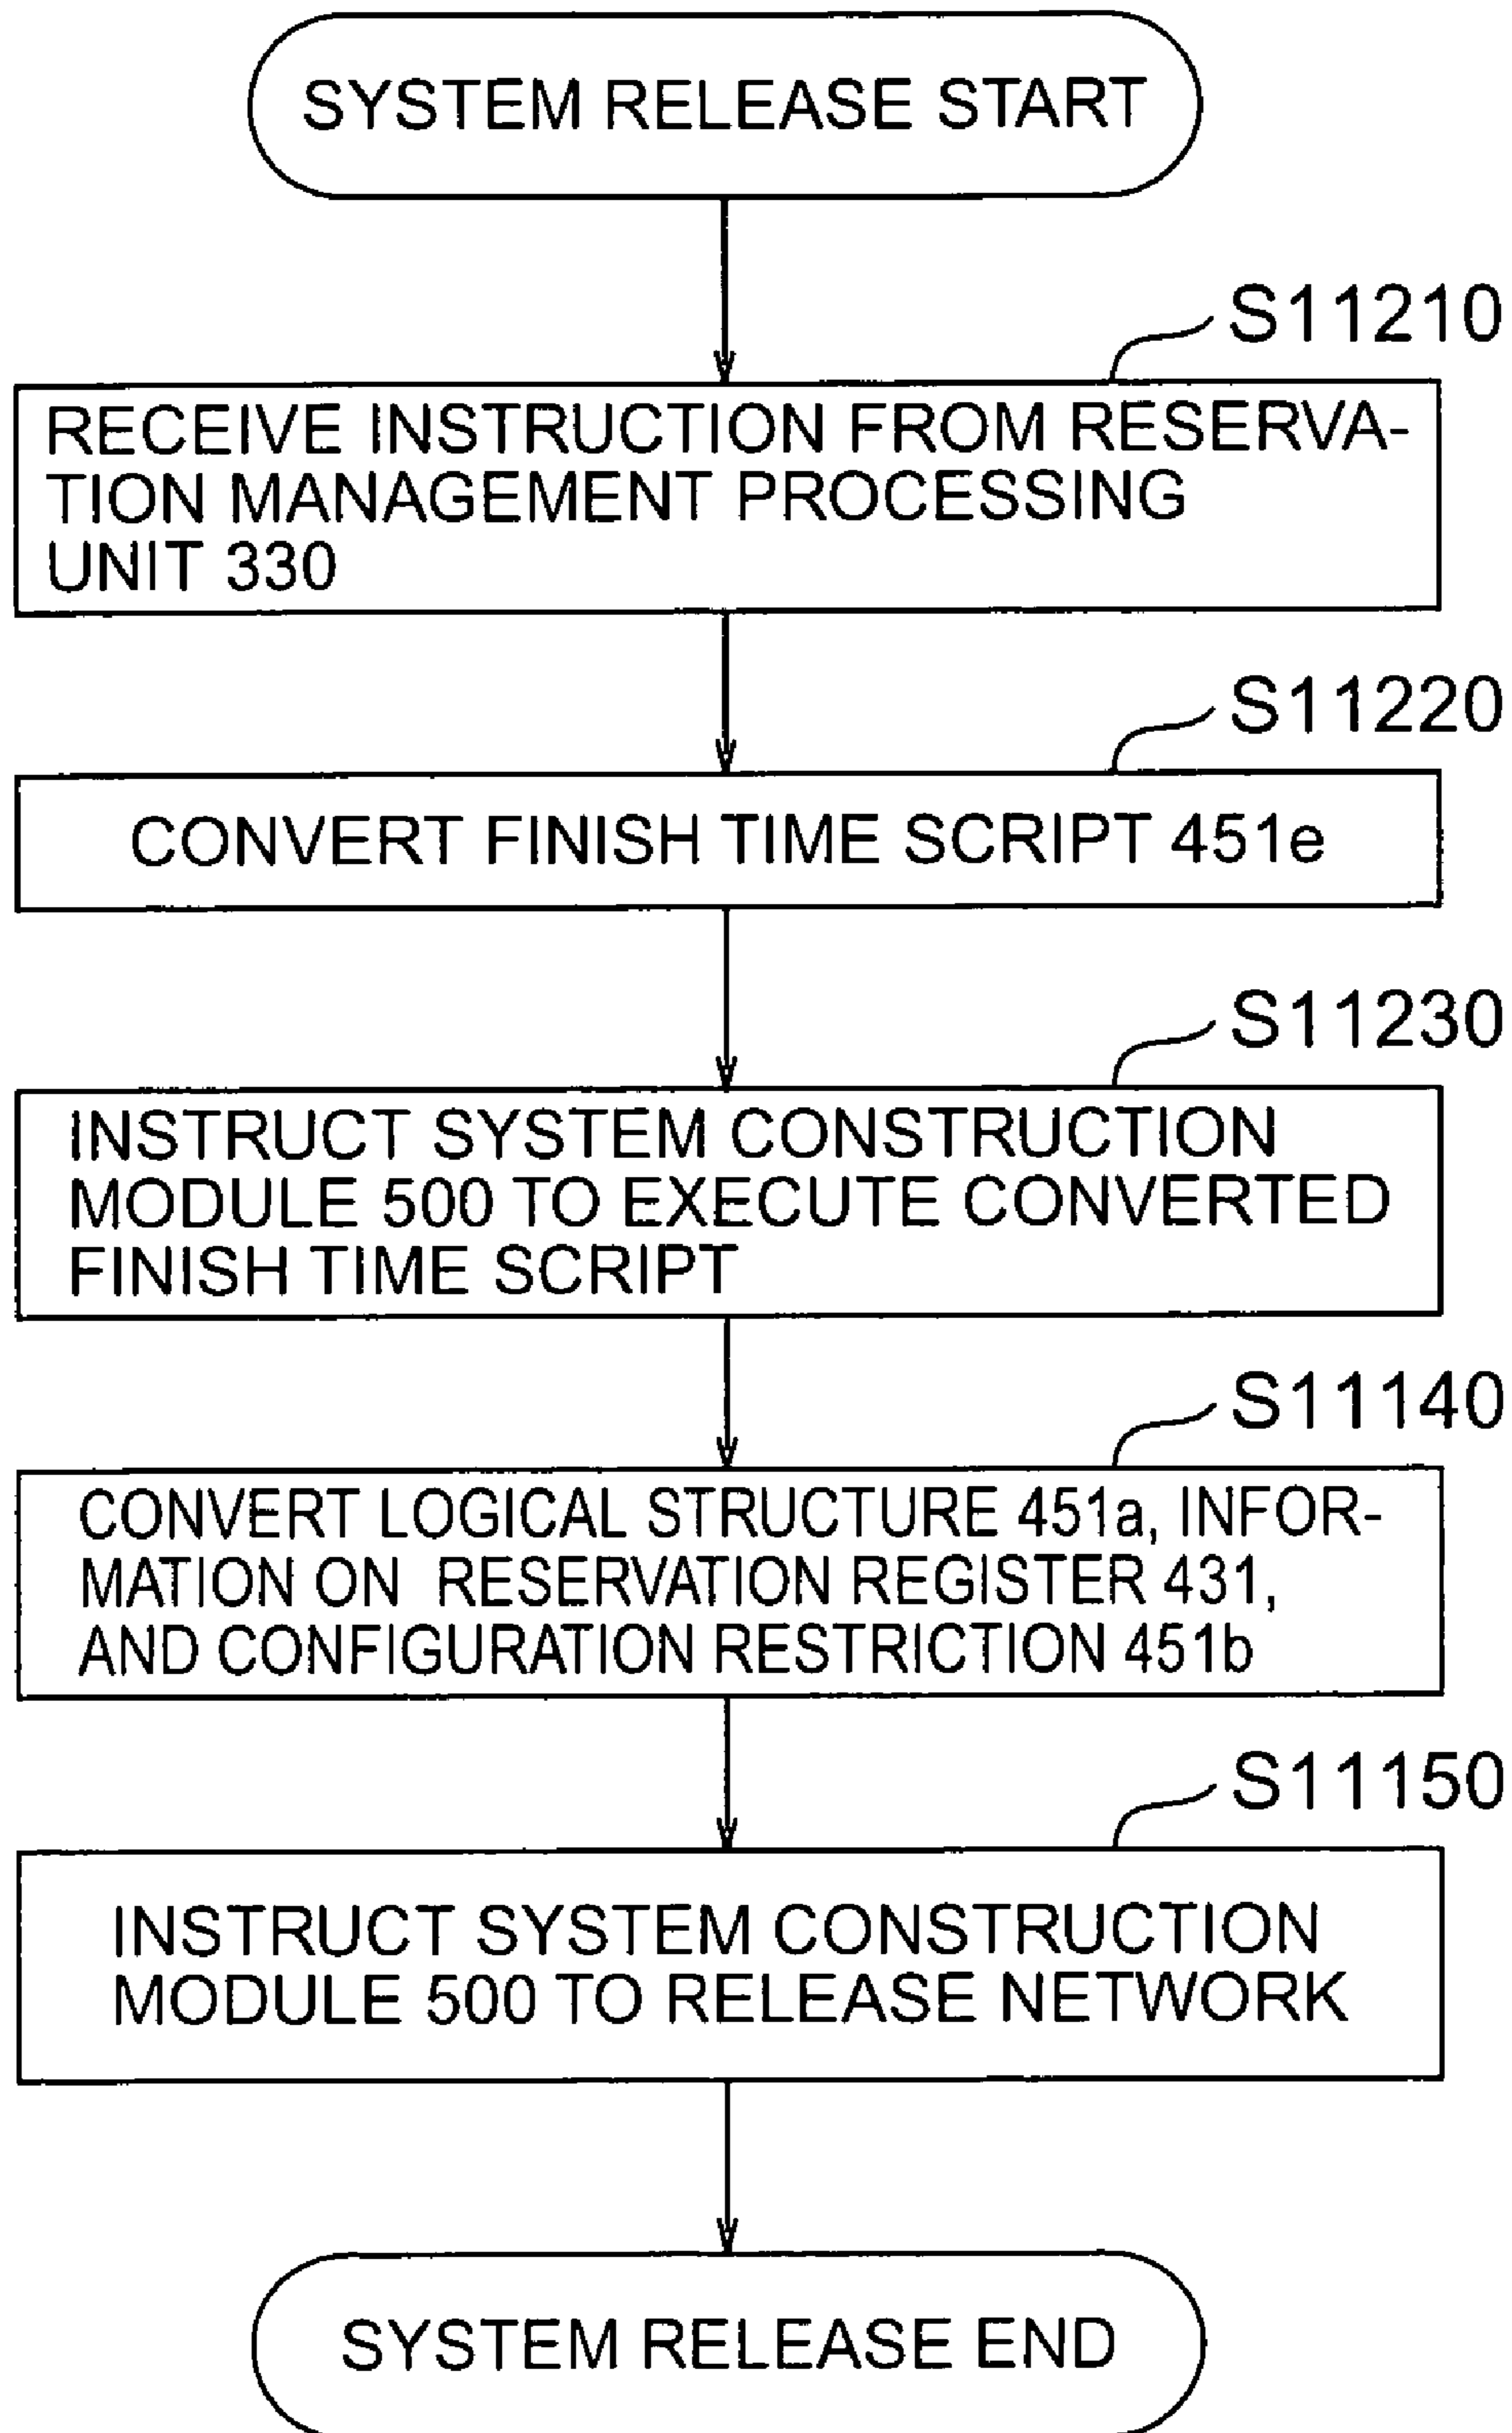 SYSTEM RELEASE START
S11210
RECEIVE INSTRUCTION FROM RESERVA-
TION MANAGEMENT PROCESSING
UNIT 330
S11220
CONVERT FINISH TIME SCRIPT 451e
S11230
INSTRUCT SYSTEM CONSTRUCTION
MODULE 500 TO EXECUTE CONVERTED
FINISH TIME SCRIPT
S11140
CONVERT LOGICAL STRUCTURE 451a, INFOR-
MATION ON RESERVATION REGISTER 431,
AND CONFIGURATION RESTRICTION 451b
S11150
INSTRUCT SYSTEM CONSTRUCTION
MODULE 500 TO RELEASE NETWORK
SYSTEM RELEASE END